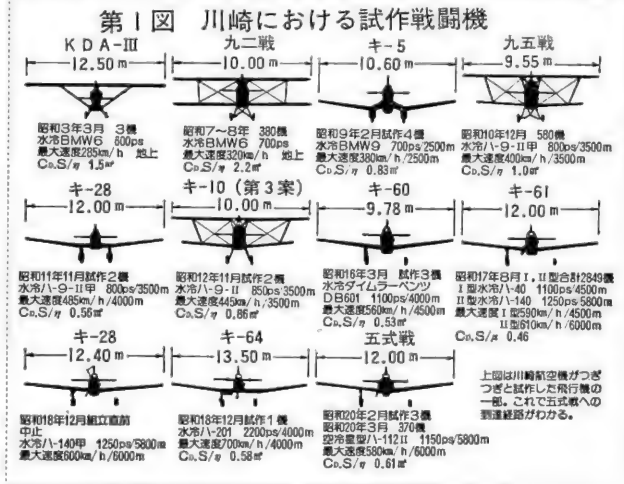 第1図 川崎における試作戦闘機
KDA-III
12.50m
昭和3年3月 3機
水冷BMW6 600ps
最大速度285km/h 地上
CD.S/η 1.5㎡
九二戦
10.00m
昭和7〜8年 380機
水冷BMW6 700ps
最大速度320km/h 地上
CD.S/η 2.2㎡
キ-5
10.60m
昭和9年2月試作4機
水冷BMW9 700ps/2500m
最大速度380km/h/2500m
CD.S/η 0.83㎡
九五戦
9.55m
昭和10年12月 580機
水冷ハ-9-II甲 800ps/3500m
最大速度400km/h/3500m
CD.S/η 1.0㎡
キ-28
12.00m
昭和11年11月試作2機
水冷ハ-9-II甲 800ps/3500m
最大速度485km/h/4000m
CD.S/η 0.56㎡
キ-10(第3案)
10.00m
昭和12年11月試作2機
水冷ハ-9-II 850ps/3500m
最大速度445km/h/3500m
CD.S/η 0.86㎡
キ-60
9.78m
昭和16年3月 試作3機
水冷ダイムラーベンツ
DB601 1100ps/4000m
最大速度560km/h/4500m
CD.S/η 0.53㎡
キ-61
12.00m
昭和17年8月I,II型合計2849機
I型水冷ハ-40 1100ps/4500m
II型水冷ハ-140 1250ps/5800m
最大速度I型590km/h/4500m
II型610km/h/6000m
CD.S/μ 0.46
キ-28
12.40m
昭和18年12月組立直前
中止
水冷ハ-140甲 1250ps/5800m
最大速度600km/h/6000m
キ-64
13.50m
昭和18年12月試作1機
水冷ハ-201 2200ps/4000m
最大速度700km/h/4000m
CD.S/η 0.58㎡
五式戦
12.00m
昭和20年2月試作3機
昭和20年3月 370機
空冷星型ハ-112II 1150ps/5800m
最大速度580km/h/6000m
CD.S/η 0.61㎡
上図は川崎航空機がつぎ
つぎと試作した飛行機の
一部。これで五式戦への
到達経路がわかる。